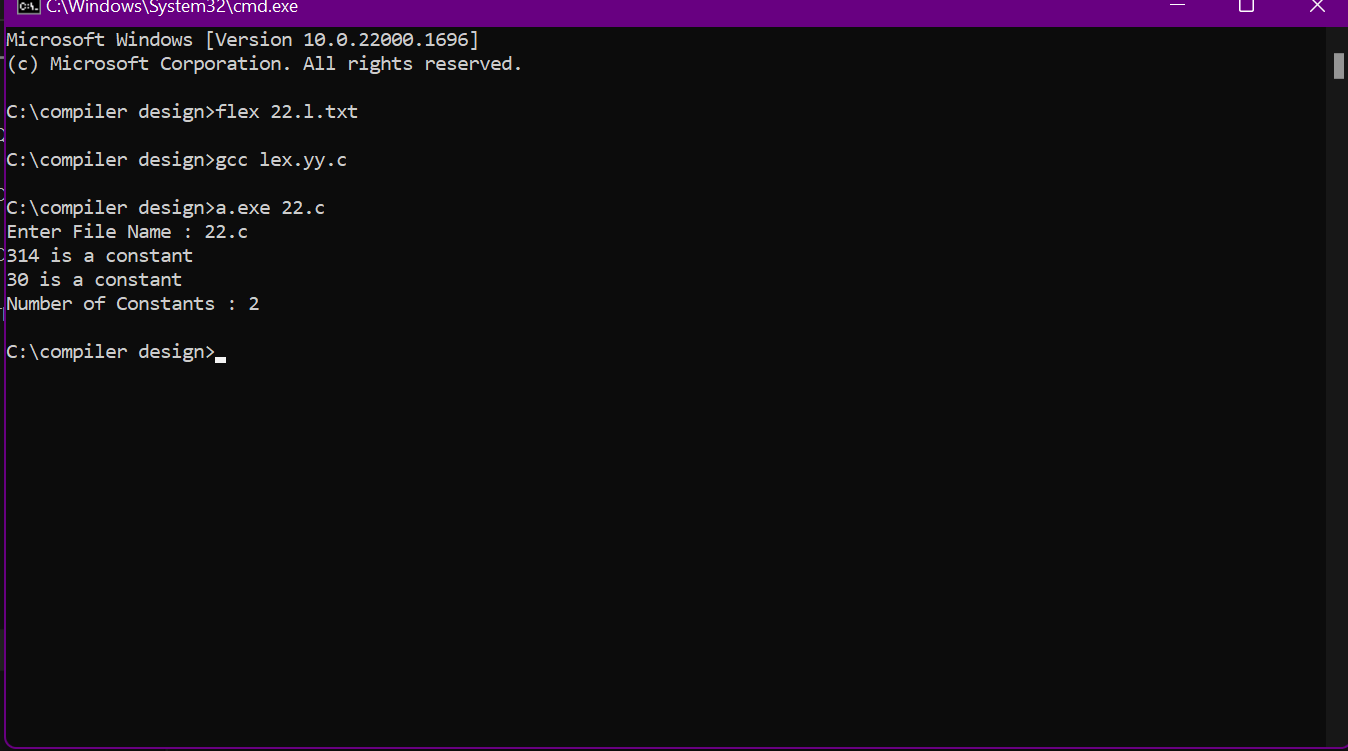 C:\Windows\System32\cmd.exe
Microsoft Windows [Version 10.0.22000.1696]
(c) Microsoft Corporation. All rights reserved.
C:\compiler design>flex 22.l.txt
C:\compiler design>gcc lex.yy.c
C:\compiler design>a.exe 22.c
Enter File Name : 22.c
314 is a constant
30 is a constant
Number of Constants : 2
C:\compiler design>